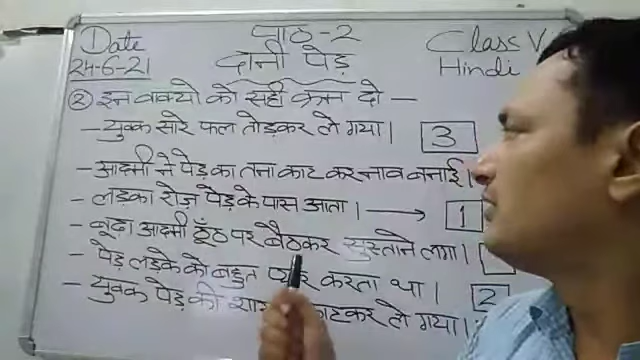 Date
24-6-21
पाठ-2
दानी पेड़
Class V
Hindi
② इन वाक्यो को सही क्रम दो —
– युवक सारे फल तोड़कर ले गया। 3
– आदमी ने पेड़ का तना काट कर नाव बनाई।
- लड़का रोज़ पेड़ के पास आता। → 1
- बूढ़ा आदमी ठूँठ पर बैठकर सुस्ताने लगा।
- पेड़ लड़के को बहुत करता था। 2
- युवक पेड़ की काटकर ले गया।